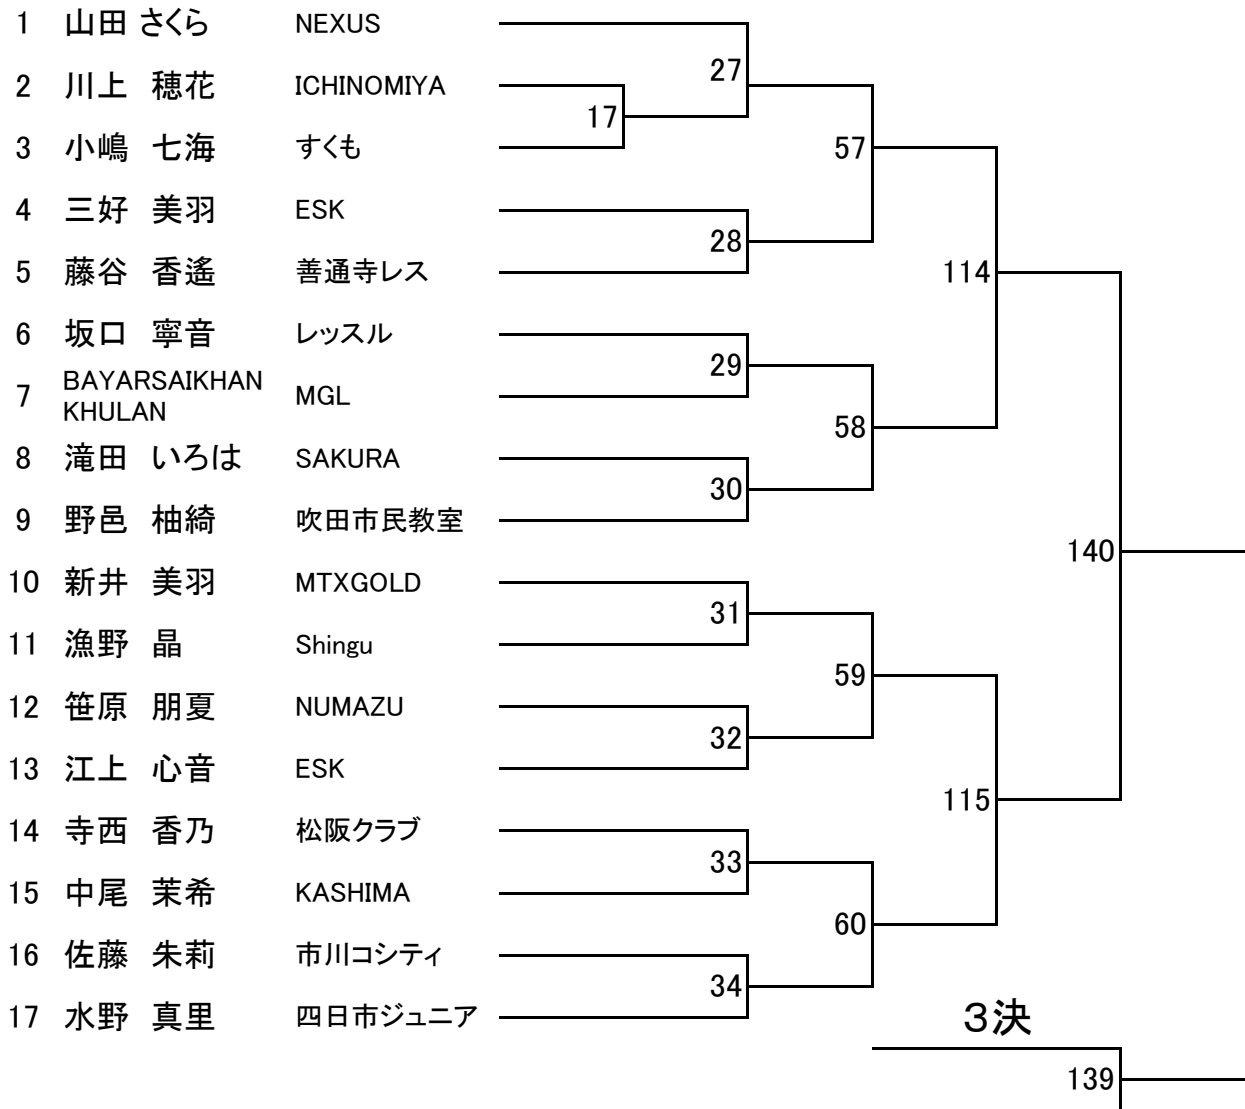 1 山田 さくら NEXUS
27
2 川上 穂花 ICHINOMIYA
17
3 小嶋 七海 すくも
57
4 三好 美羽 ESK
28
5 藤谷 香遙 善通寺レス
114
6 坂口 寧音 レッスル
29
7 BAYARSAIKHAN
KHULAN MGL
58
8 滝田 いろは SAKURA
30
9 野邑 柚綺 吹田市民教室
140
10 新井 美羽 MTXGOLD
31
11 漁野 晶 Shingu
59
12 笹原 朋夏 NUMAZU
32
13 江上 心音 ESK
115
14 寺西 香乃 松阪クラブ
33
15 中尾 茉希 KASHIMA
60
16 佐藤 朱莉 市川コシティ
34
17 水野 真里 四日市ジュニア
３決
139